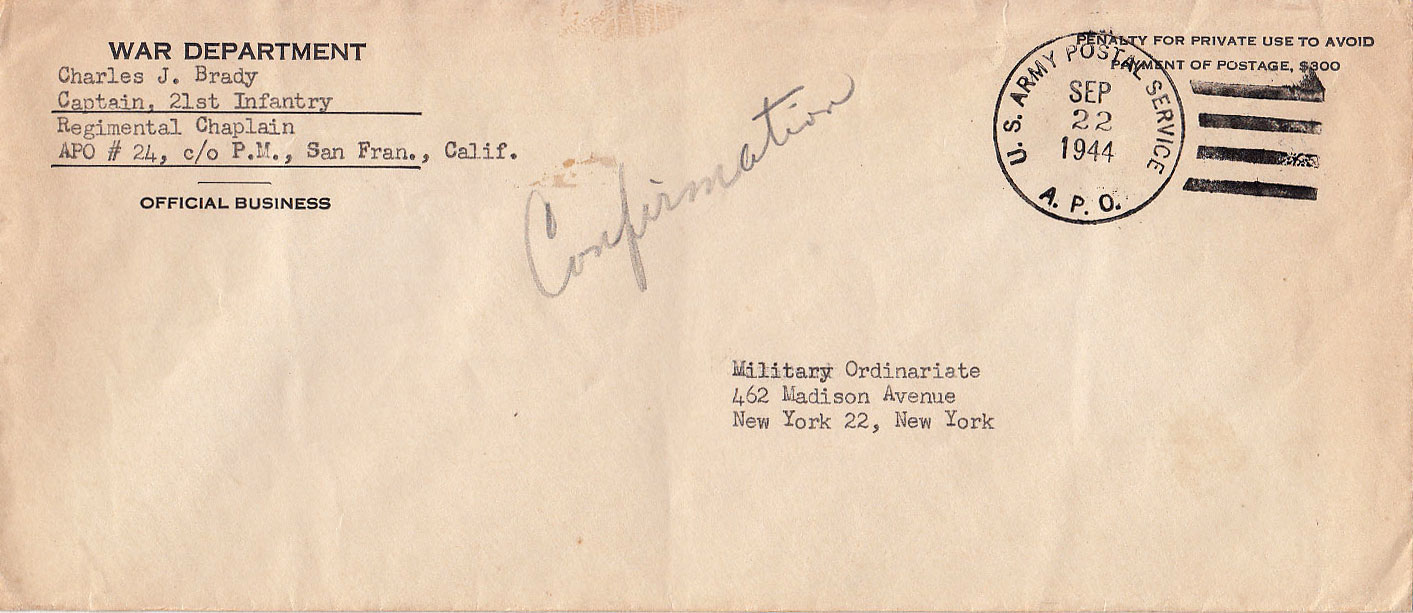 WAR DEPARTMENT
Charles J. Brady
Captain, 21st Infantry
Regimental Chaplain
APO # 24, c/o P.M., San Fran., Calif.
OFFICIAL BUSINESS
Confirmation
U. S. ARMY POSTAL SERVICE
SEP
22
1944
A. P. O.
PENALTY FOR PRIVATE USE TO AVOID
PAYMENT OF POSTAGE, $300
Military Ordinariate
462 Madison Avenue
New York 22, New York